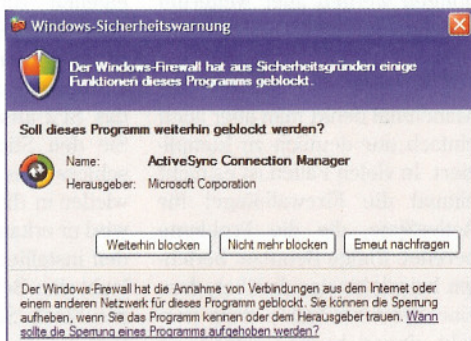 Windows-Sicherheitswarnung
Der Windows-Firewall hat aus Sicherheitsgründen einige
Funktionen dieses Programms geblockt.
Soll dieses Programm weiterhin geblockt werden?
Name: ActiveSync Connection Manager
Herausgeber: Microsoft Corporation
Weiterhin blocken Nicht mehr blocken Erneut nachfragen
Der Windows-Firewall hat die Annahme von Verbindungen aus dem Internet oder
einem anderen Netzwerk für dieses Programm geblockt. Sie können die Sperrung
aufheben, wenn Sie das Programm kennen oder dem Herausgeber trauen. Wann
sollte die Sperrung eines Programms aufgehoben werden?